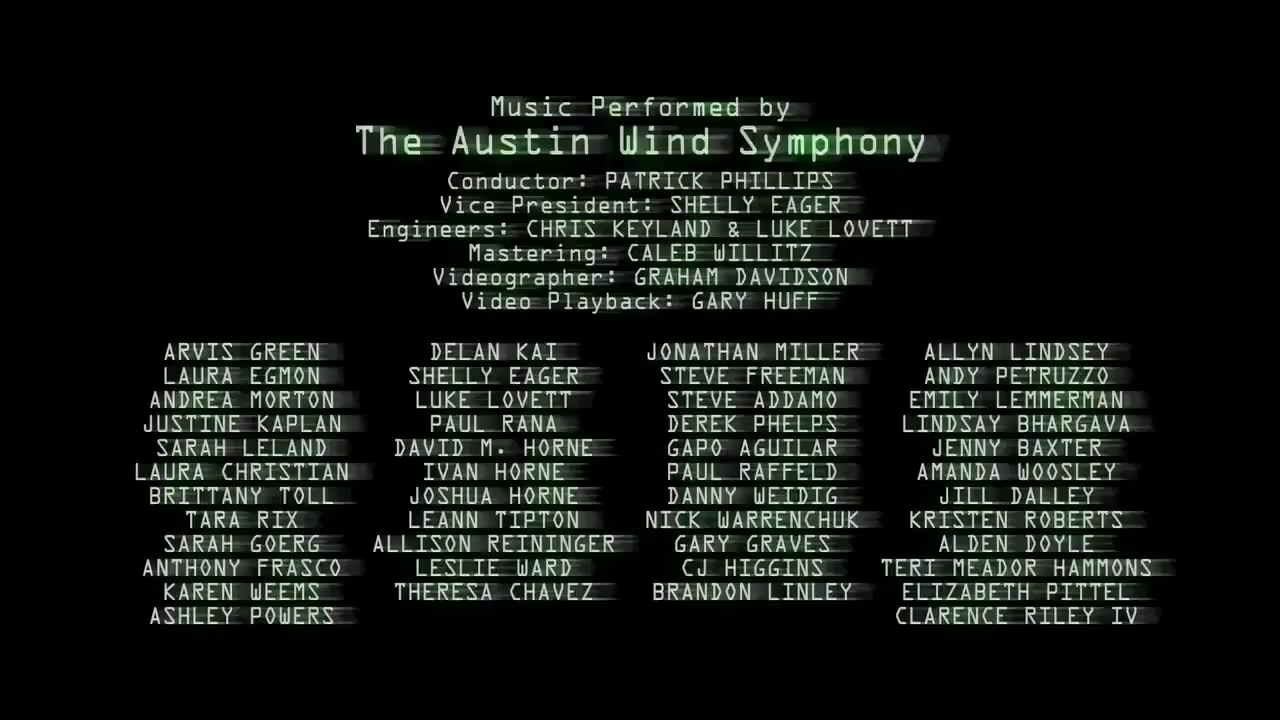 Music Performed by
The Austin Wind Symphony
Conductor: PATRICK PHILLIPS
Vice President: SHELLY EAGER
Engineers: CHRIS KEYLAND & LUKE LOVETT
Mastering: CALEB WILLITZ
Videographer: GRAHAM DAVIDSON
Video Playback: GARY HUFF
ARVIS GREEN
LAURA EGMON
ANDREA MORTON
JUSTINE KAPLAN
SARAH LELAND
LAURA CHRISTIAN
BRITTANY TOLL
TARA RIX
SARAH GOERG
ANTHONY FRASCO
KAREN WEEMS
ASHLEY POWERS
DELAN KAI
SHELLY EAGER
LUKE LOVETT
PAUL RANA
DAVID M. HORNE
IVAN HORNE
JOSHUA HORNE
LEANN TIPTON
ALLISON REININGER
LESLIE WARD
THERESA CHAVEZ
JONATHAN MILLER
STEVE FREEMAN
STEVE ADDAMO
DEREK PHELPS
GAPO AGUILAR
PAUL RAFFELD
DANNY WEIDIG
NICK WARRENCHUK
GARY GRAVES
CJ HIGGINS
BRANDON LINLEY
ALLYN LINDSEY
ANDY PETRUZZO
EMILY LEMMERMAN
LINDSAY BHARGAVA
JENNY BAXTER
AMANDA WOOSLEY
JILL DALLEY
KRISTEN ROBERTS
ALDEN DOYLE
TERI MEADOR HAMMONS
ELIZABETH PITTEL
CLARENCE RILEY IV